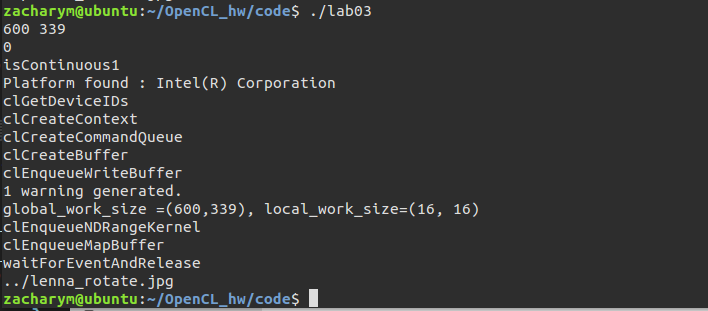 zacharym@ubuntu:~/OpenCL_hw/code$ ./lab03
600 339
0
isContinuous1
Platform found : Intel(R) Corporation
clGetDeviceIDs
clCreateContext
clCreateCommandQueue
clCreateBuffer
clEnqueueWriteBuffer
1 warning generated.
global_work_size =(600,339), local_work_size=(16, 16)
clEnqueueNDRangeKernel
clEnqueueMapBuffer
waitForEventAndRelease
../lenna_rotate.jpg
zacharym@ubuntu:~/OpenCL_hw/code$